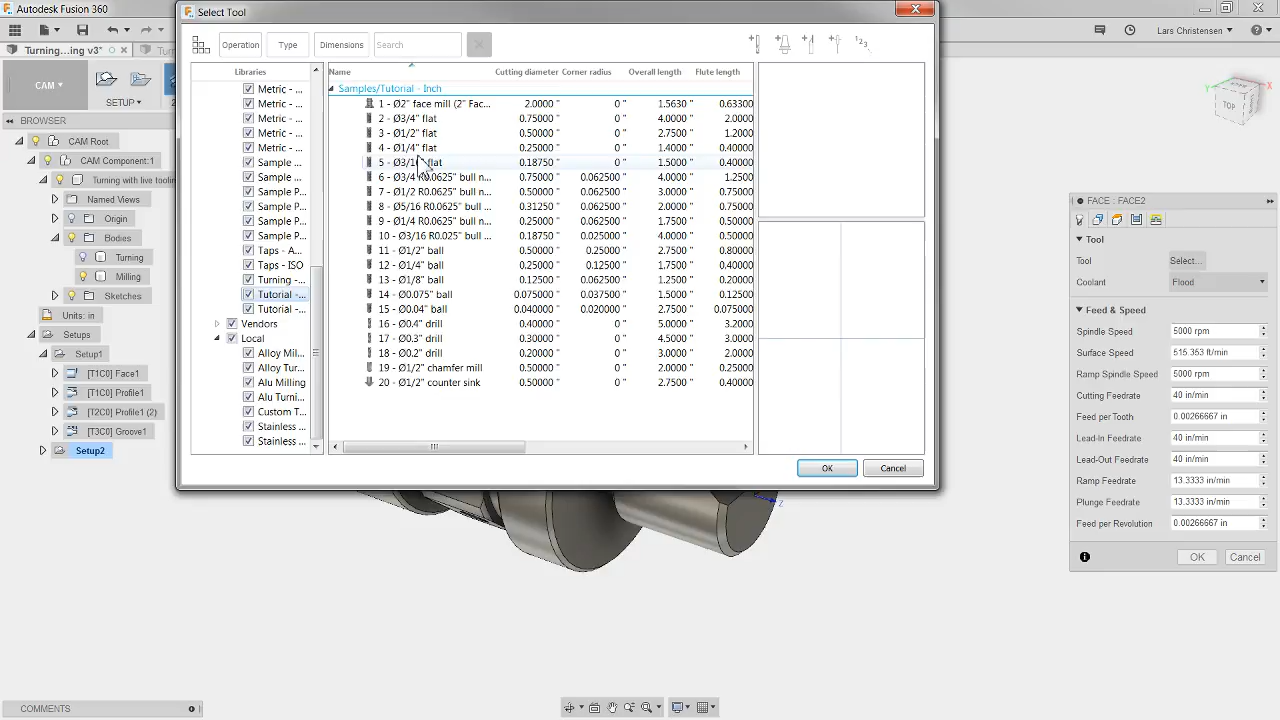 Autodesk Fusion 360
Select Tool
Turning...ing v3*
Lars Christensen
CAM
SETUP
BROWSER
CAM Root
CAM Component:1
Turning with live toolin
Named Views
Origin
Bodies
Turning
Milling
Sketches
Units: in
Setups
Setup1
[T1C0] Face1
[T1C0] Profile1
[T2C0] Profile1 (2)
[T3C0] Groove1
Setup2
COMMENTS
Operation
Type
Dimensions
Search
Libraries
Metric - ...
Metric - ...
Metric - ...
Metric - ...
Metric - ...
Sample ...
Sample ...
Sample P...
Sample P...
Sample P...
Taps - A...
Taps - ISO
Turning -...
Tutorial -...
Tutorial -...
Vendors
Local
Alloy Mil...
Alloy Tur...
Alu Milling
Alu Turni...
Custom T...
Stainless ...
Stainless ...
Name Cutting diameter Corner radius Overall length Flute length
Samples/Tutorial - Inch
1 - Ø2" face mill (2" Fac... 2.0000 " 0 " 1.5630 " 0.63300
2 - Ø3/4" flat 0.75000 " 0 " 4.0000 " 2.0000
3 - Ø1/2" flat 0.50000 " 0 " 2.7500 " 1.2000
4 - Ø1/4" flat 0.25000 " 0 " 1.4000 " 0.40000
5 - Ø3/16" flat 0.18750 " 0 " 1.5000 " 0.40000
6 - Ø3/4 R0.0625" bull n... 0.75000 " 0.062500 " 4.0000 " 1.2500
7 - Ø1/2 R0.0625" bull n... 0.50000 " 0.062500 " 3.0000 " 0.75000
8 - Ø5/16 R0.0625" bull ... 0.31250 " 0.062500 " 2.0000 " 0.75000
9 - Ø1/4 R0.0625" bull n... 0.25000 " 0.062500 " 1.7500 " 0.50000
10 - Ø3/16 R0.025" bull ... 0.18750 " 0.025000 " 4.0000 " 0.50000
11 - Ø1/2" ball 0.50000 " 0.25000 " 2.7500 " 0.80000
12 - Ø1/4" ball 0.25000 " 0.12500 " 1.7500 " 0.40000
13 - Ø1/8" ball 0.12500 " 0.062500 " 1.5000 " 0.20000
14 - Ø0.075" ball 0.075000 " 0.037500 " 1.5000 " 0.12500
15 - Ø0.04" ball 0.040000 " 0.020000 " 2.7500 " 0.075000
16 - Ø0.4" drill 0.40000 " 0 " 5.0000 " 3.2000
17 - Ø0.3" drill 0.30000 " 0 " 4.5000 " 3.0000
18 - Ø0.2" drill 0.20000 " 0 " 3.0000 " 2.0000
19 - Ø1/2" chamfer mill 0.50000 " 0 " 2.0000 " 0.25000
20 - Ø1/2" counter sink 0.50000 " 0 " 2.7500 " 0.40000
OK
Cancel
Y
TOP
Z
FACE : FACE2
Tool
Tool Select...
Coolant Flood
Feed & Speed
Spindle Speed 5000 rpm
Surface Speed 515.353 ft/min
Ramp Spindle Speed 5000 rpm
Cutting Feedrate 40 in/min
Feed per Tooth 0.00266667 in
Lead-In Feedrate 40 in/min
Lead-Out Feedrate 40 in/min
Ramp Feedrate 13.3333 in/min
Plunge Feedrate 13.3333 in/min
Feed per Revolution 0.00266667 in
OK
Cancel